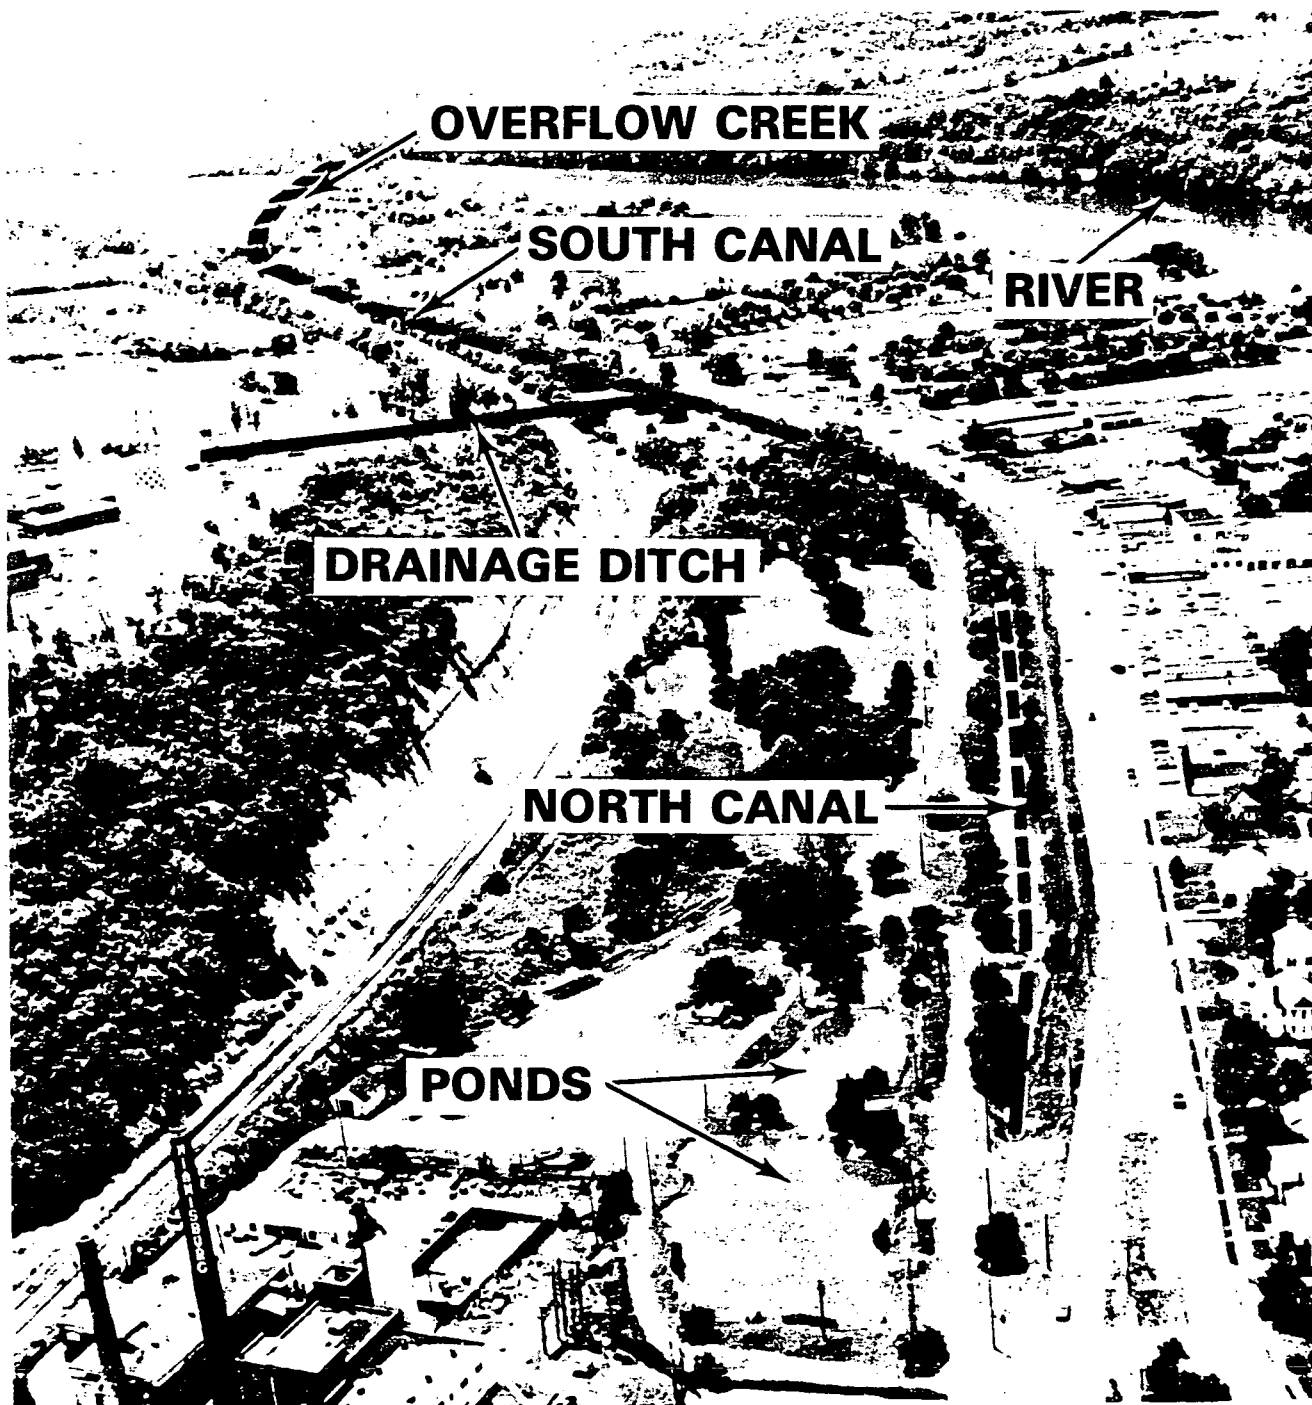 OVERFLOW CREEK
SOUTH CANAL
RIVER
DRAINAGE DITCH
NORTH CANAL
PONDS